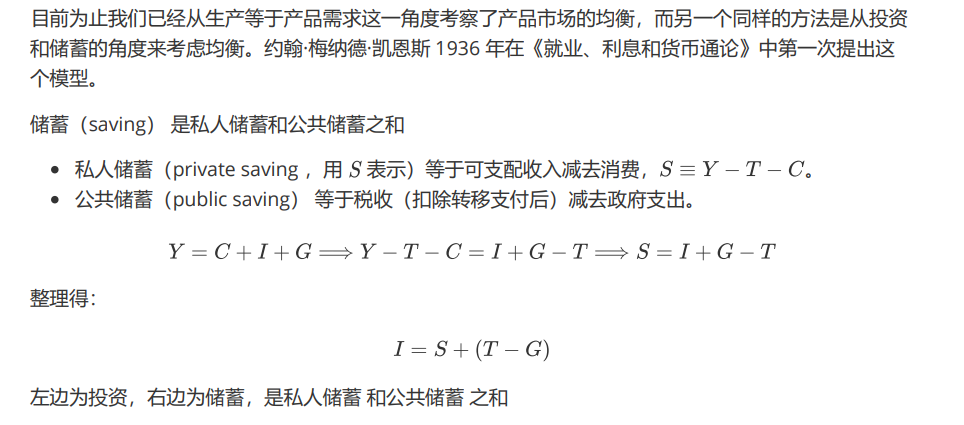 目前为止我们已经从生产等于产品需求这一角度考察了产品市场的均衡，而另一个同样的方法是从投资
和储蓄的角度来考虑均衡。约翰·梅纳德·凯恩斯 1936 年在《就业、利息和货币通论》中第一次提出这
个模型。
储蓄（saving） 是私人储蓄和公共储蓄之和
• 私人储蓄（private saving ，用 S 表示）等于可支配收入减去消费，S ≡ Y − T − C。
• 公共储蓄（public saving） 等于税收（扣除转移支付后）减去政府支出。
Y = C + I + G ⟹ Y − T − C = I + G − T ⟹ S = I + G − T
整理得：
I = S + (T − G)
左边为投资，右边为储蓄，是私人储蓄 和公共储蓄 之和